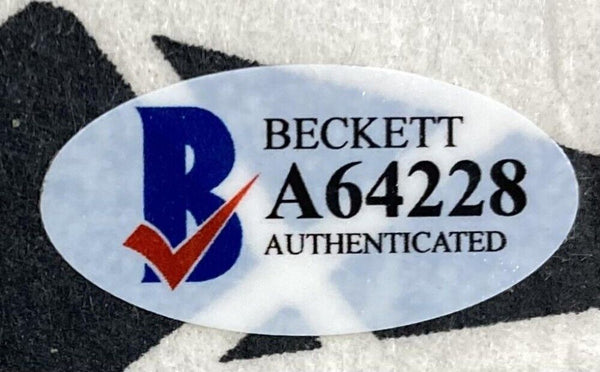 B
BECKETT
A64228
AUTHENTICATED